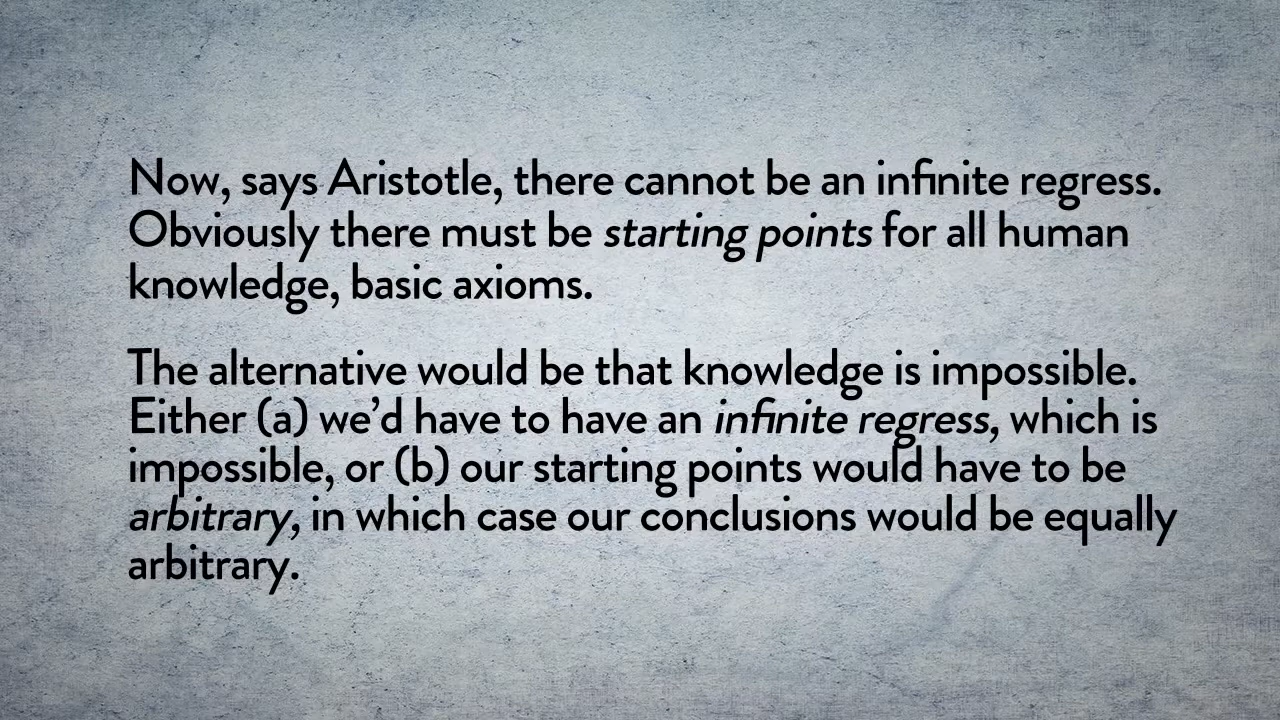 Now, says Aristotle, there cannot be an infinite regress.
Obviously there must be starting points for all human
knowledge, basic axioms.
The alternative would be that knowledge is impossible.
Either (a) we’d have to have an infinite regress, which is
impossible, or (b) our starting points would have to be
arbitrary, in which case our conclusions would be equally
arbitrary.